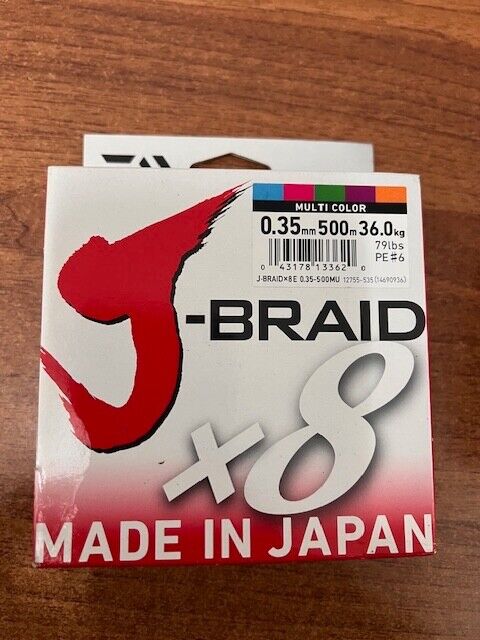 MULTI COLOR
0.35mm 500m 36.0kg
79lbs
PE#6
0 43178 13362 0
J-BRAID×8E 0.35-500MU 12755-535(14690936)
J-BRAID
×8
MADE IN JAPAN